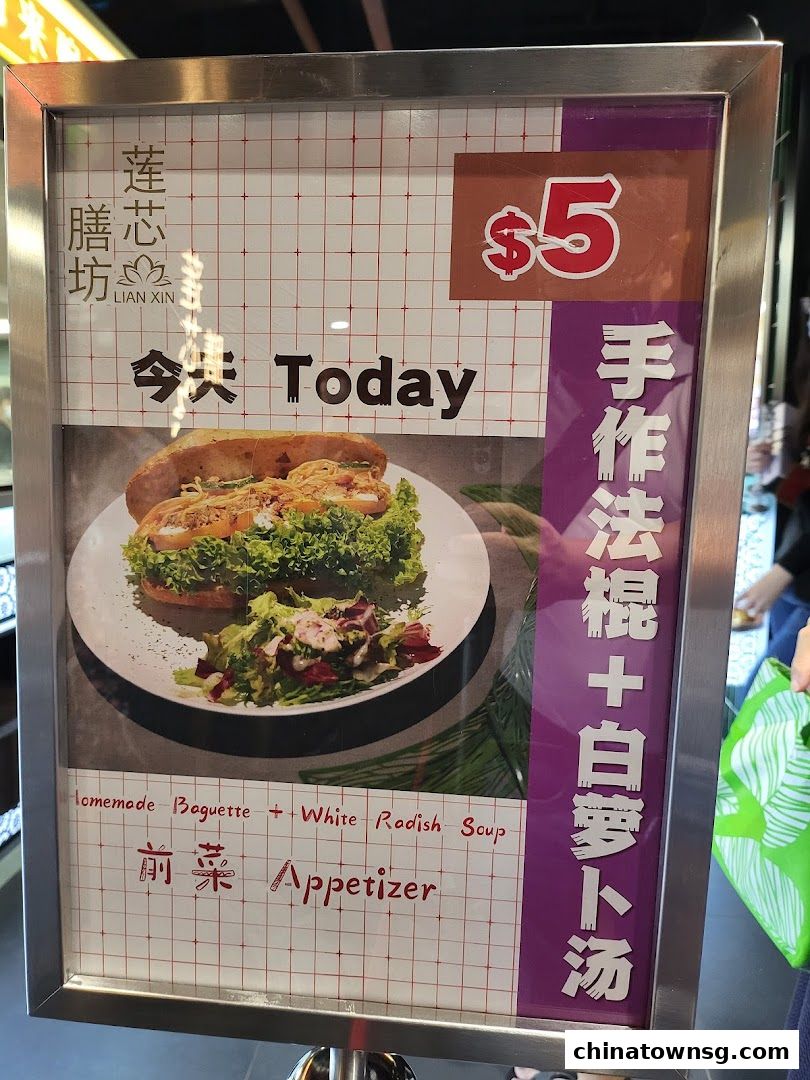 莲芯
膳坊
LIAN XIN
$5
今天 Today
手作法棍+白萝卜汤
Homemade Baguette + White Radish Soup
前菜 Appetizer
chinatownsg.com